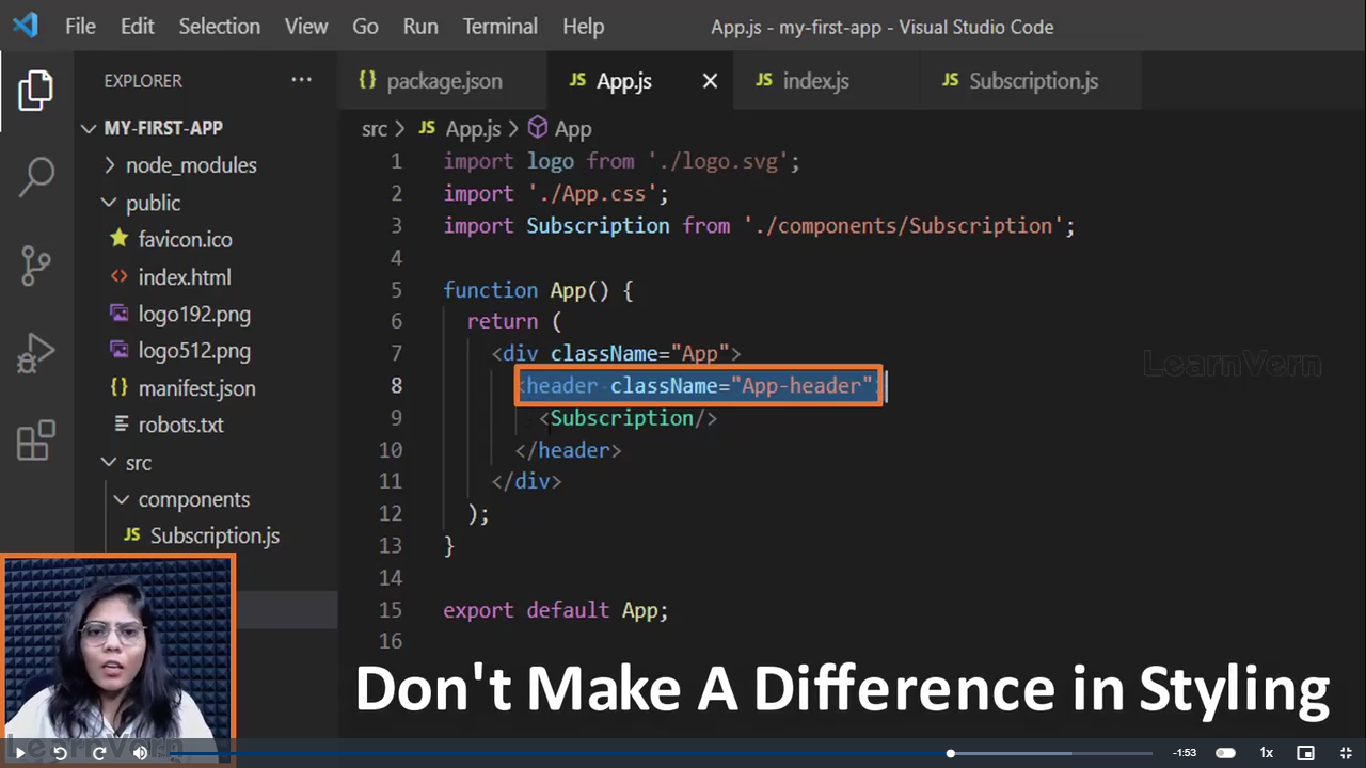 File Edit Selection View Go Run Terminal Help App.js - my-first-app - Visual Studio Code
EXPLORER ...
{} package.json JS App.js × JS index.js JS Subscription.js
MY-FIRST-APP
node_modules
public
favicon.ico
<> index.html
logo192.png
logo512.png
{} manifest.json
robots.txt
src
components
JS Subscription.js
src > JS App.js > App
1 import logo from './logo.svg';
2 import './App.css';
3 import Subscription from './components/Subscription';
4
5 function App() {
6 return (
7 <div className="App">
8 <header className="App-header">
9 <Subscription/>
10 </header>
11 </div>
12 );
13 }
14
15 export default App;
16
LearnVern
Don't Make A Difference in Styling
LearnVern
-1:53 1x